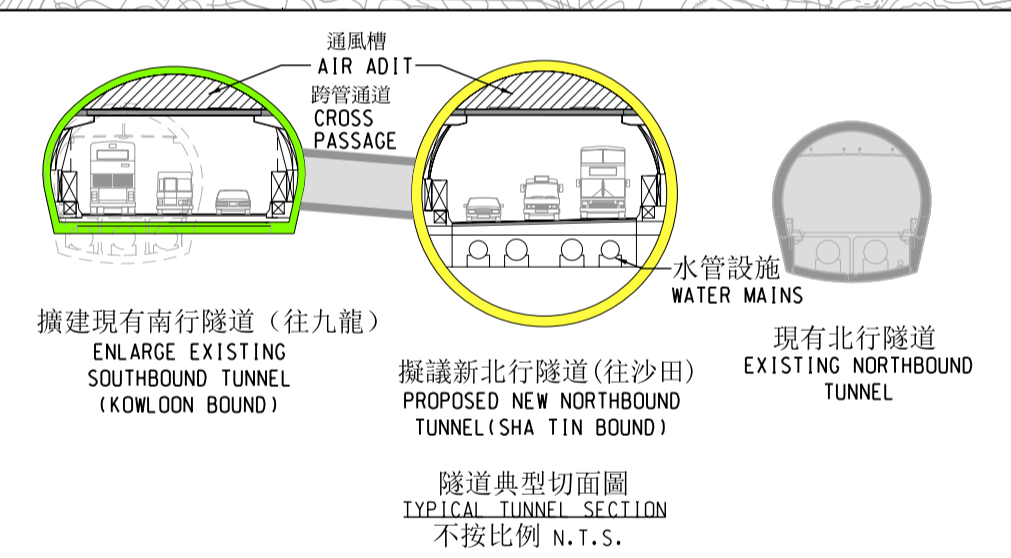 通風槽
AIR ADIT
跨管通道
CROSS
PASSAGE
水管設施
WATER MAINS
擴建現有南行隧道（往九龍）
ENLARGE EXISTING
SOUTHBOUND TUNNEL
(KOWLOON BOUND)
擬議新北行隧道(往沙田)
PROPOSED NEW NORTHBOUND
TUNNEL(SHA TIN BOUND)
現有北行隧道
EXISTING NORTHBOUND
TUNNEL
隧道典型切面圖
TYPICAL TUNNEL SECTION
不按比例 N.T.S.